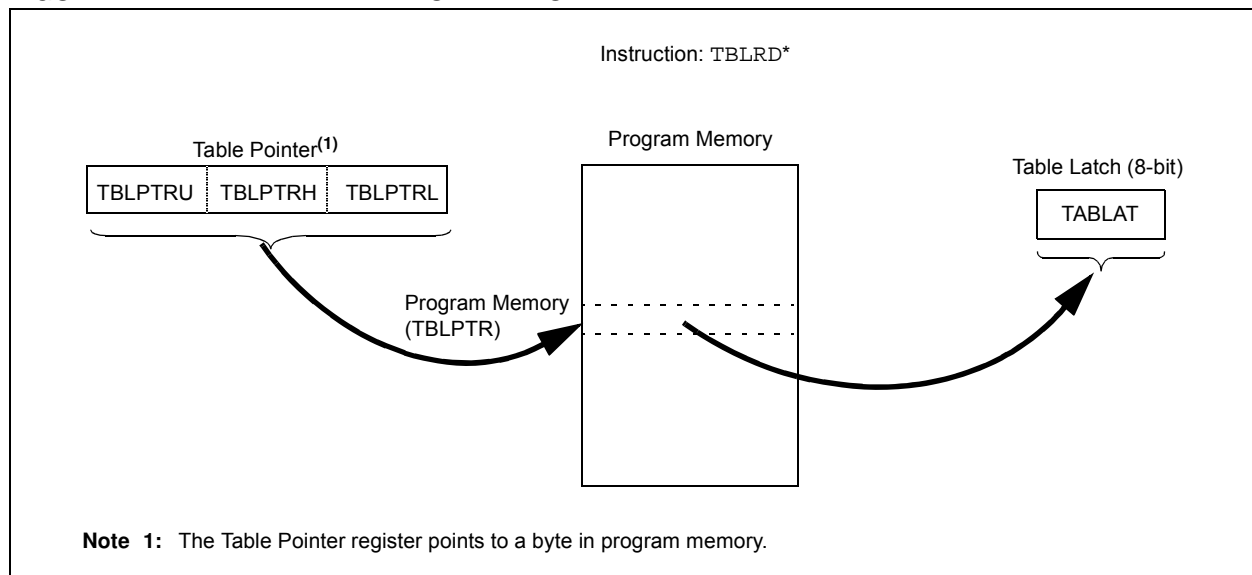 Instruction: TBLRD*
Table Pointer(1)
TBLPTRU TBLPTRH TBLPTRL
Program Memory
Table Latch (8-bit)
TABLAT
Program Memory
(TBLPTR)
Note 1: The Table Pointer register points to a byte in program memory.